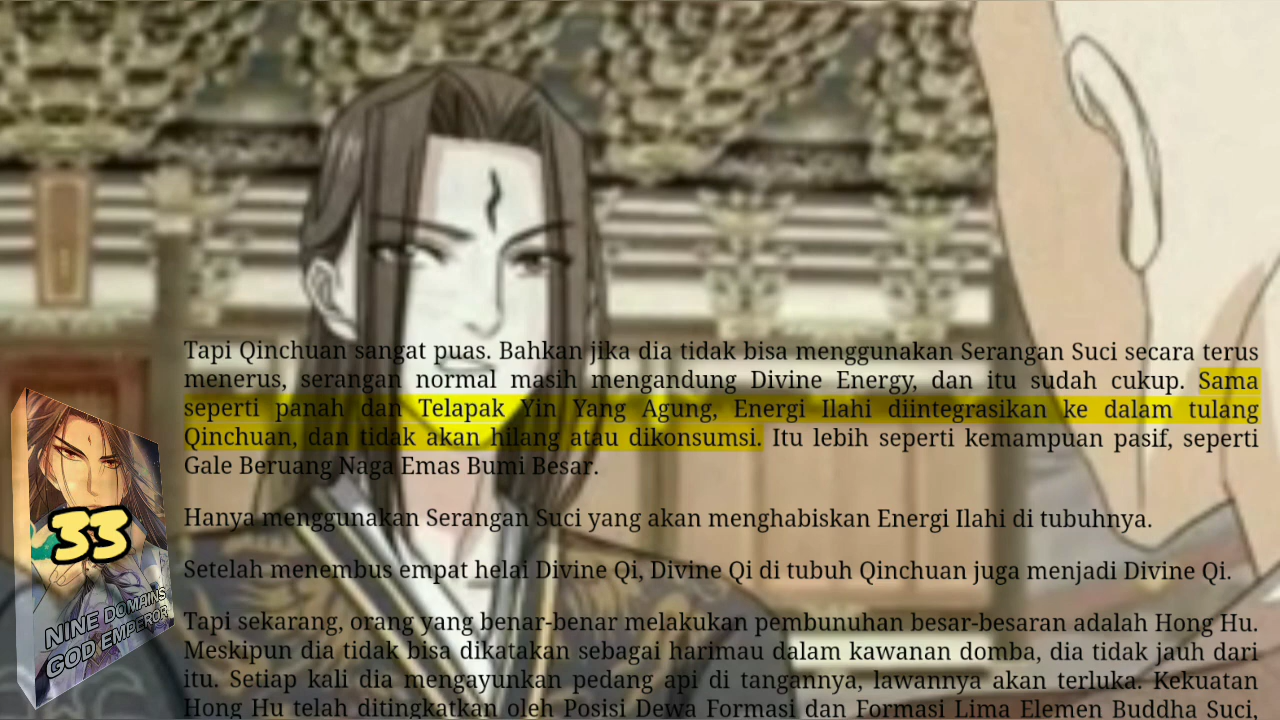 Tapi Qinchuan sangat puas. Bahkan jika dia tidak bisa menggunakan Serangan Suci secara terus
menerus, serangan normal masih mengandung Divine Energy, dan itu sudah cukup. Sama
seperti panah dan Telapak Yin Yang Agung, Energi Ilahi diintegrasikan ke dalam tulang
Qinchuan, dan tidak akan hilang atau dikonsumsi. Itu lebih seperti kemampuan pasif, seperti
Gale Beruang Naga Emas Bumi Besar.
Hanya menggunakan Serangan Suci yang akan menghabiskan Energi Ilahi di tubuhnya.
Setelah menembus empat helai Divine Qi, Divine Qi di tubuh Qinchuan juga menjadi Divine Qi.
Tapi sekarang, orang yang benar-benar melakukan pembunuhan besar-besaran adalah Hong Hu.
Meskipun dia tidak bisa dikatakan sebagai harimau dalam kawanan domba, dia tidak jauh dari
itu. Setiap kali dia mengayunkan pedang api di tangannya, lawannya akan terluka. Kekuatan
Hong Hu telah ditingkatkan oleh Posisi Dewa Formasi dan Formasi Lima Elemen Buddha Suci,
33
NINE DOMAINS
GOD EMPEROR